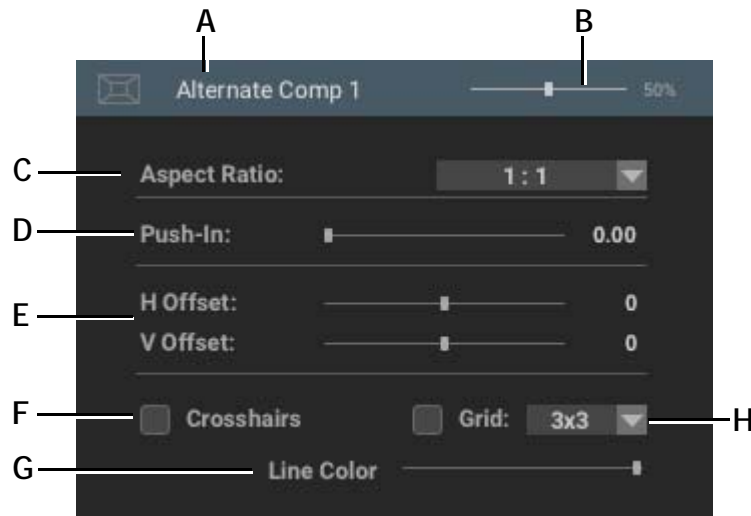 A
B
Alternate Comp 1 50%
C Aspect Ratio: 1 : 1
D Push-In: 0.00
H Offset: 0
E
V Offset: 0
F Crosshairs Grid: 3x3 H
G Line Color